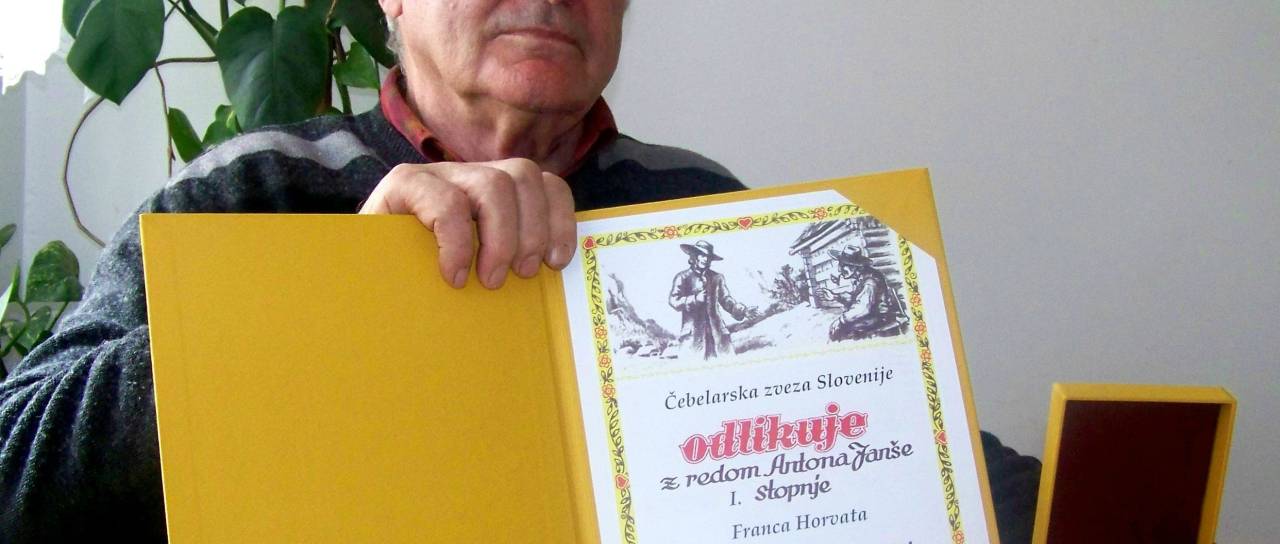 Čebelarska zveza Slovenije
odlikuje
z redom Antona Janše
I. stopnje
Franca Horvata